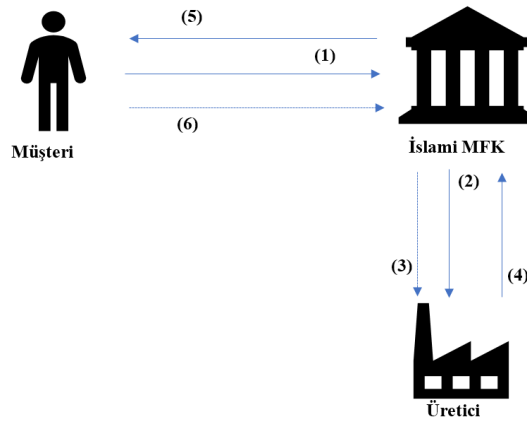 (5)
(1)
(6)
Müşteri
İslami MFK
(2)
(3)
(4)
Üretici